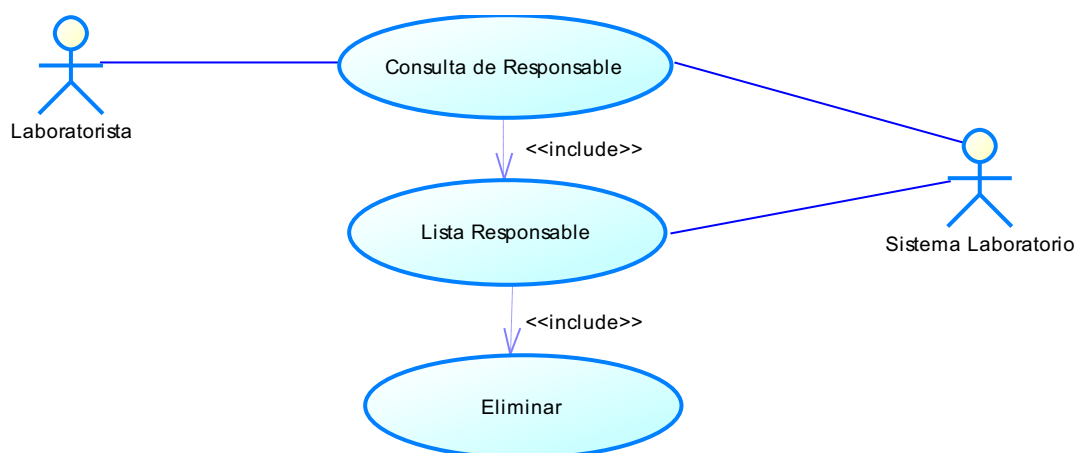 Consulta de Responsable
Laboratorista
<<include>>
Lista Responsable
Sistema Laboratorio
<<include>>
Eliminar